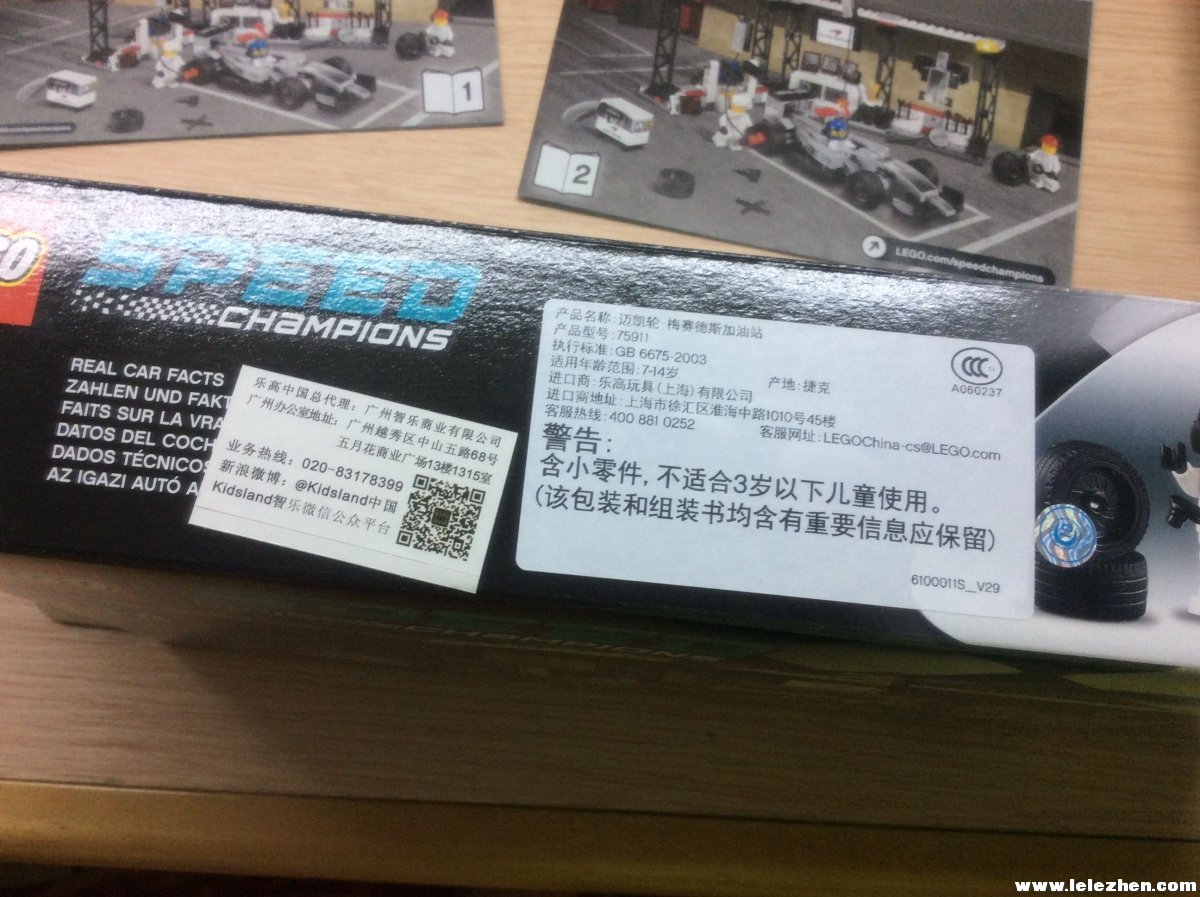 1
2
LEGO.com/speedchampions
SPEED
CHAMPIONS
REAL CAR FACTS
ZAHLEN UND FAKT
FAITS SUR LA VRA
DATOS DEL COCH
DADOS TÉCNICOS
AZ IGAZI AUTÓ A
乐高中国总代理：广州智乐商业有限公司
广州办公室地址：广州越秀区中山五路68号
五月花商业广场13楼1315室
业务热线：020-83178399
新浪微博：@Kidsland中国
Kidsland智乐微信公众平台
产品名称: 迈凯轮 梅赛德斯加油站
产品型号: 75911
执行标准: GB 6675-2003
适用年龄范围: 7-14岁 产地: 捷克
进口商: 乐高玩具(上海)有限公司
进口商地址: 上海市徐汇区淮海中路1010号45楼
客服热线: 400 881 0252 客服网址: LEGOChina-cs@LEGO.com
CCC
A060237
警告:
含小零件, 不适合3岁以下儿童使用。
(该包装和组装书均含有重要信息应保留)
6100011S_V29
www.lelezhen.com